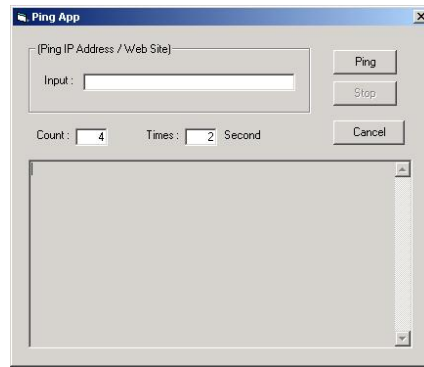 Ping App
(Ping IP Address / Web Site)
Input :
Ping
Stop
Count : 4 Times : 2 Second
Cancel